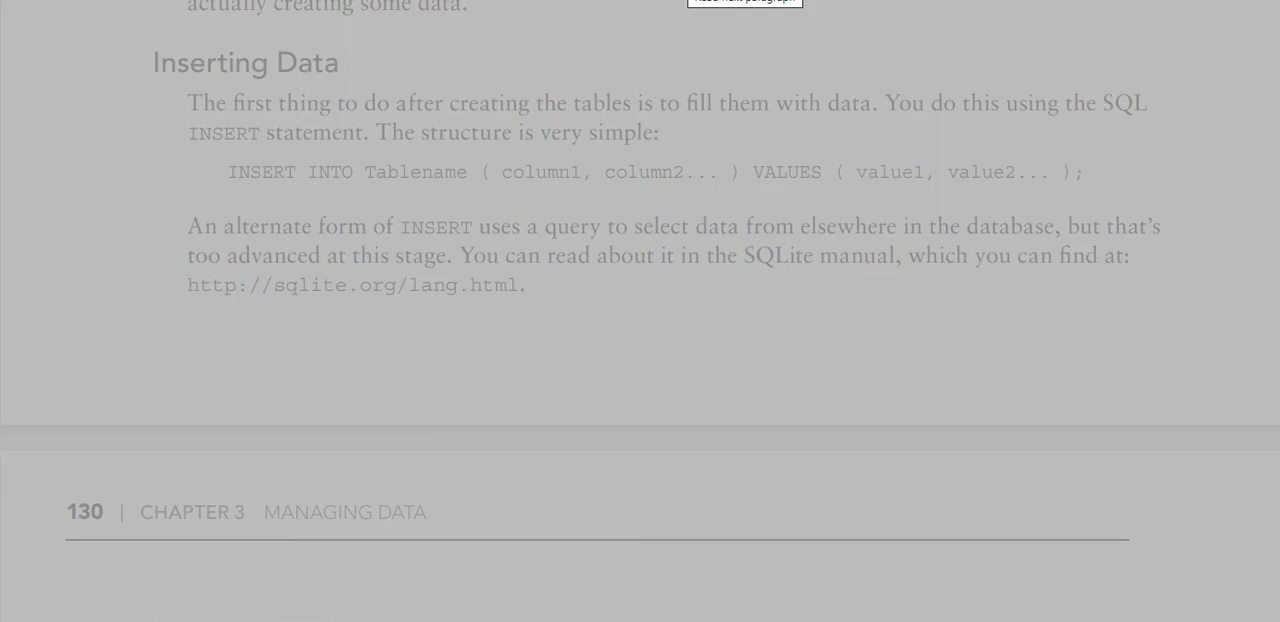 actually creating some data.
Read next paragraph
Inserting Data
The first thing to do after creating the tables is to fill them with data. You do this using the SQL
INSERT statement. The structure is very simple:
INSERT INTO Tablename ( column1, column2... ) VALUES ( value1, value2... );
An alternate form of INSERT uses a query to select data from elsewhere in the database, but that’s
too advanced at this stage. You can read about it in the SQLite manual, which you can find at:
http://sqlite.org/lang.html.
130 | CHAPTER 3 MANAGING DATA